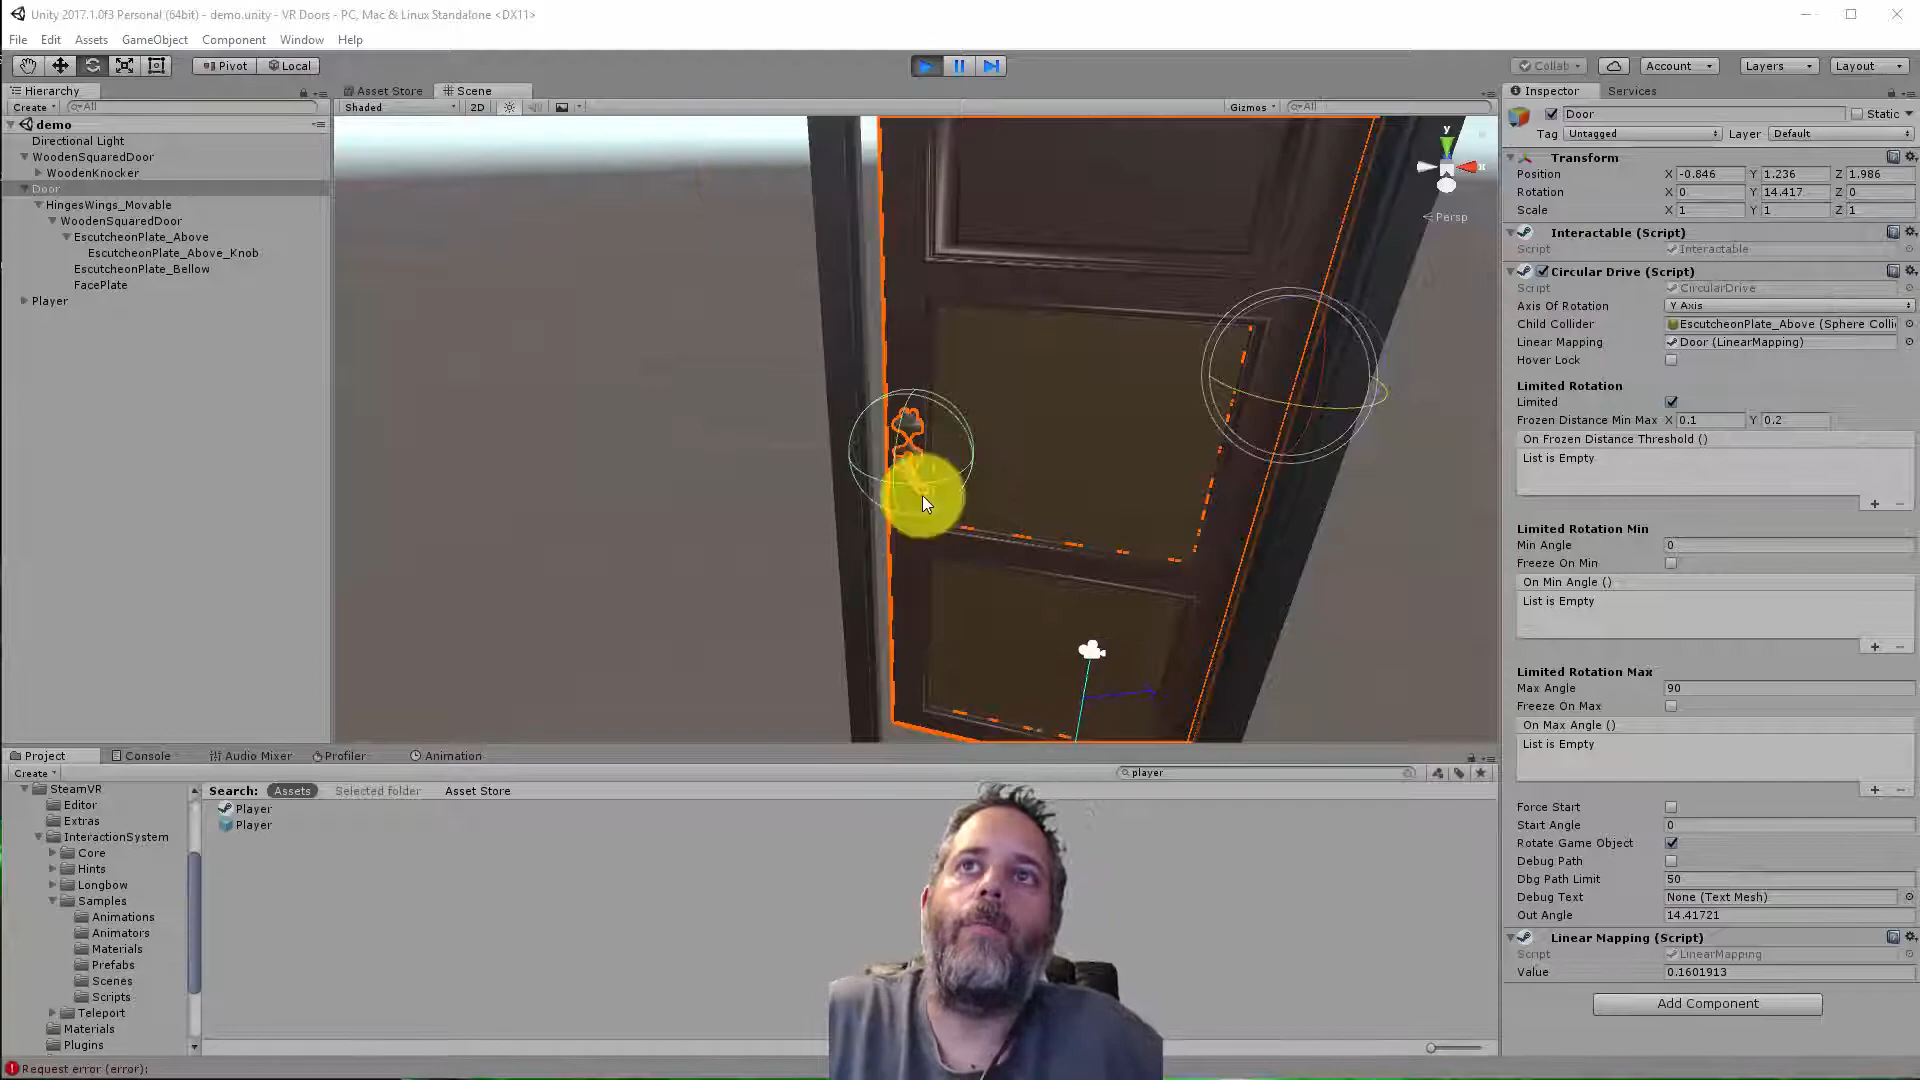 Unity 2017.1.0f3 Personal (64bit) - demo.unity - VR Doors - PC, Mac & Linux Standalone <DX11>
File Edit Assets GameObject Component Window Help
Pivot Local Collab Account Layers Layout
Hierarchy
Create All
demo
Directional Light
WoodenSquaredDoor
WoodenKnocker
Door
HingesWings_Movable
WoodenSquaredDoor
EscutcheonPlate_Above
EscutcheonPlate_Above_Knob
EscutcheonPlate_Bellow
FacePlate
Player
Asset Store Scene
Shaded 2D Gizmos All
y
x
Persp
Inspector Services
Door Static
Tag Untagged Layer Default
Transform
Position X -0.846 Y 1.236 Z 1.986
Rotation X 0 Y 14.417 Z 0
Scale X 1 Y 1 Z 1
Interactable (Script)
Script Interactable
Circular Drive (Script)
Script CircularDrive
Axis Of Rotation Y Axis
Child Collider EscutcheonPlate_Above (Sphere Colli
Linear Mapping Door (LinearMapping)
Hover Lock
Limited Rotation
Limited
Frozen Distance Min Max X 0.1 Y 0.2
On Frozen Distance Threshold ()
List is Empty
Limited Rotation Min
Min Angle 0
Freeze On Min
On Min Angle ()
List is Empty
Limited Rotation Max
Max Angle 90
Freeze On Max
On Max Angle ()
List is Empty
Force Start
Start Angle 0
Rotate Game Object
Debug Path
Dbg Path Limit 50
Debug Text None (Text Mesh)
Out Angle 14.41721
Linear Mapping (Script)
Script LinearMapping
Value 0.1601913
Add Component
Project Console Audio Mixer Profiler Animation
Create player
SteamVR
Editor
Extras
InteractionSystem
Core
Hints
Longbow
Samples
Animations
Animators
Materials
Prefabs
Scenes
Scripts
Teleport
Materials
Plugins
Search: Assets Selected folder Asset Store
Player
Player
Request error (error):